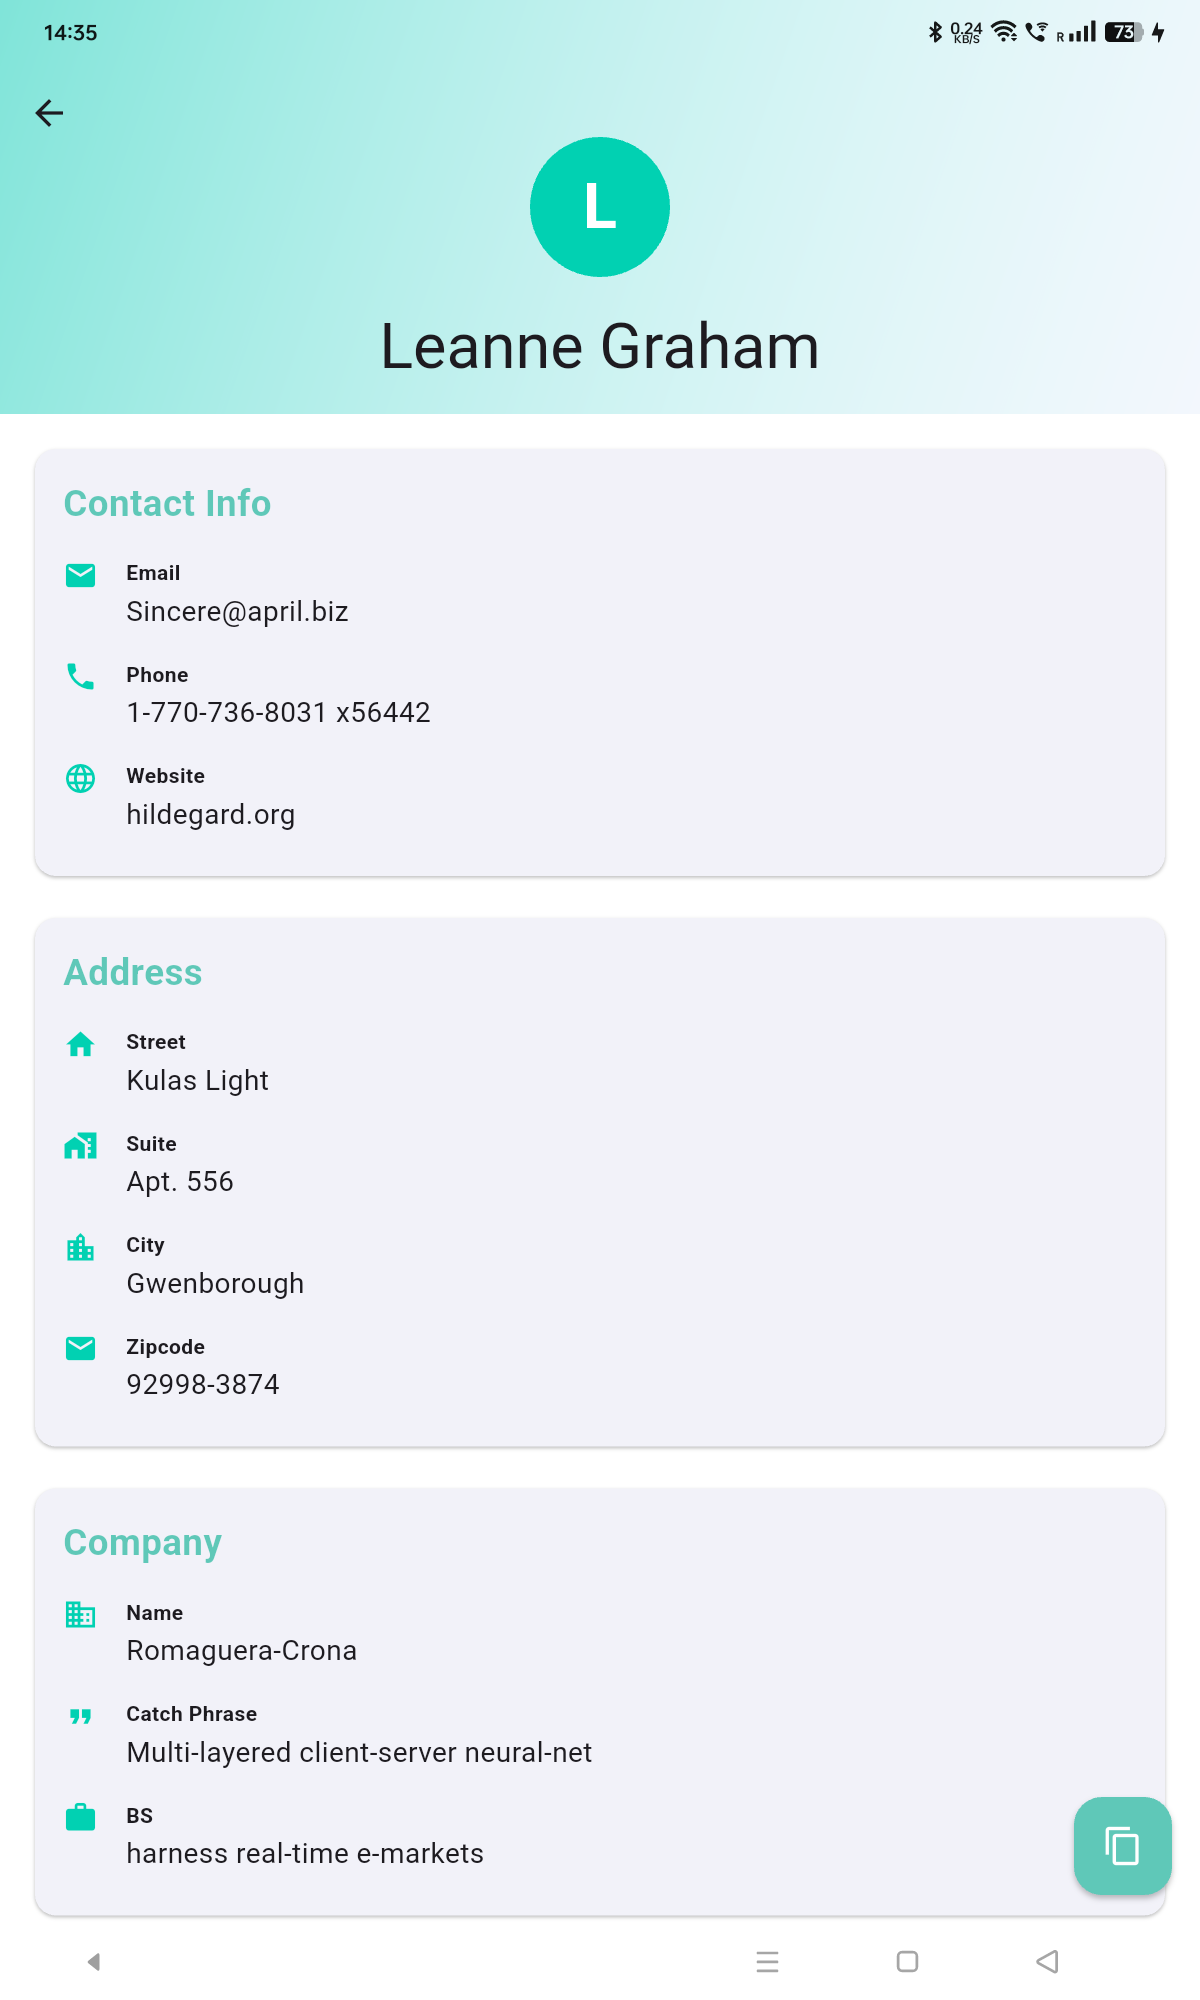 14:35
0.24
KB/S
R
73
L
Leanne Graham
Contact Info
Email
Sincere@april.biz
Phone
1-770-736-8031 x56442
Website
hildegard.org
Address
Street
Kulas Light
Suite
Apt. 556
City
Gwenborough
Zipcode
92998-3874
Company
Name
Romaguera-Crona
Catch Phrase
Multi-layered client-server neural-net
BS
harness real-time e-markets